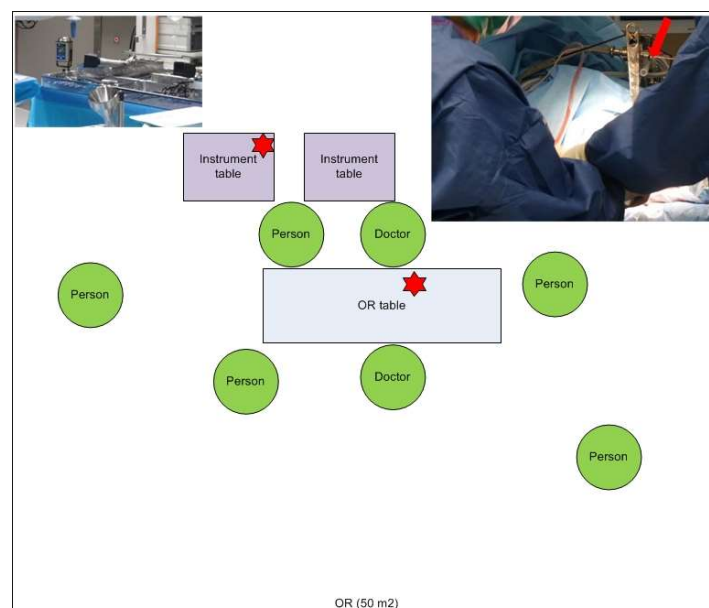 Instrument
table
Instrument
table
Person
Doctor
Person
Person
OR table
Person
Doctor
Person
OR (50 m2)